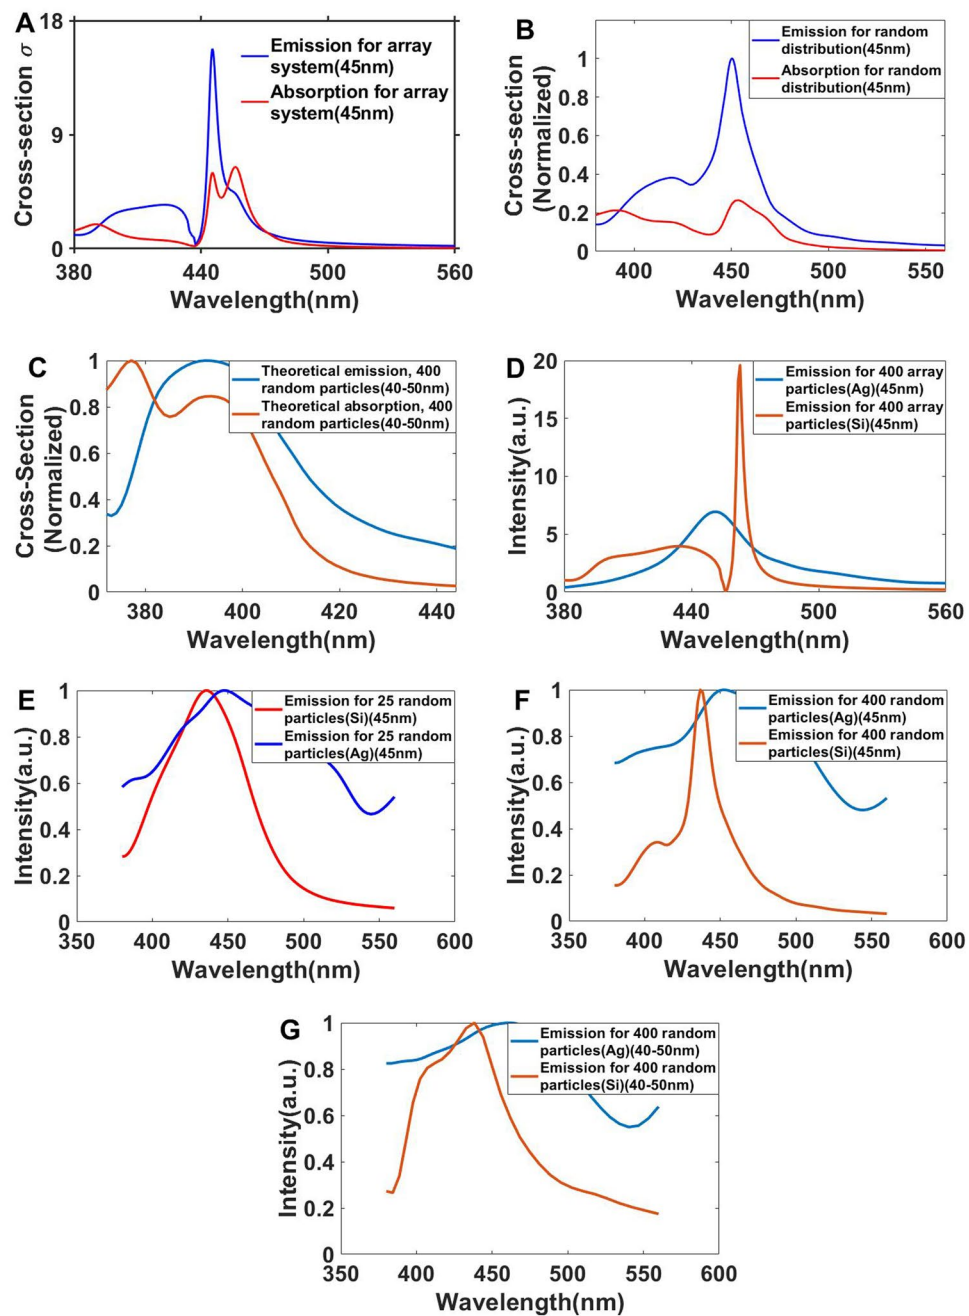 A
18
9
0
Cross-section σ
Emission for array
system(45nm)
Absorption for array
system(45nm)
380
440
500
560
Wavelength(nm)
B
1
0.8
0.6
0.4
0.2
0
Cross-section
(Normalized)
Emission for random
distribution(45nm)
Absorption for random
distribution(45nm)
400
450
500
550
Wavelength(nm)
C
1
0.8
0.6
0.4
0.2
0
Cross-Section
(Normalized)
Theoretical emission, 400
random particles(40-50nm)
Theoretical absorption, 400
random particles(40-50nm)
380
400
420
440
Wavelength(nm)
D
20
15
10
5
0
Intensity(a.u.)
Emission for 400 array
particles(Ag)(45nm)
Emission for 400 array
particles(Si)(45nm)
380
440
500
560
Wavelength(nm)
E
1
0.8
0.6
0.4
0.2
0
Intensity(a.u.)
Emission for 25 random
particles(Si)(45nm)
Emission for 25 random
particles(Ag)(45nm)
350
400
450
500
550
600
Wavelength(nm)
F
1
0.8
0.6
0.4
0.2
0
Intensity(a.u.)
Emission for 400 random
particles(Ag)(45nm)
Emission for 400 random
particles(Si)(45nm)
350
400
450
500
550
600
Wavelength(nm)
G
1
0.8
0.6
0.4
0.2
0
Intensity(a.u.)
Emission for 400 random
particles(Ag)(40-50nm)
Emission for 400 random
particles(Si)(40-50nm)
350
400
450
500
550
600
Wavelength(nm)